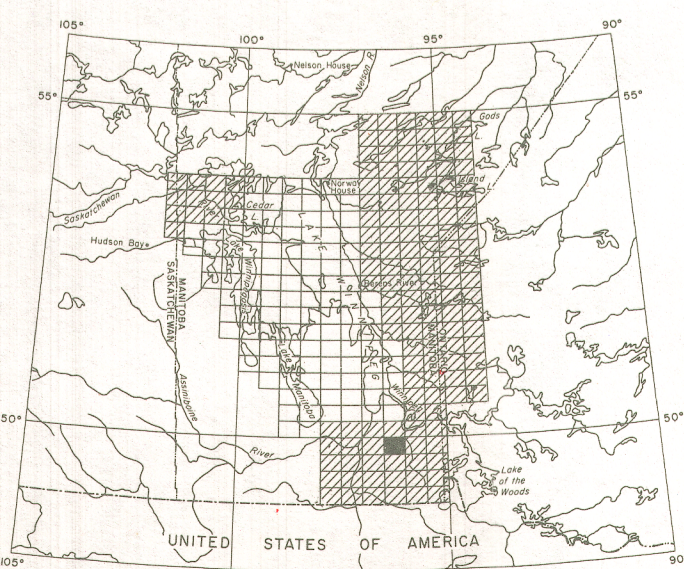 105°
100°
95°
90°
Nelson House
Nelson R
55°
55°
Gods
L.
Island
L
Norway
House
Cedar
L.
Saskatchewan
Hudson Bay
LAKE
WINNIPEG
Berens River
Winnipegosis
MANITOBA
SASKATCHEWAN
ONTARIO
MANITOBA
Lake Manitoba
Assiniboine
Winnipeg
50°
50°
River
Lake
of the
Woods
UNITED STATES OF AMERICA
105°
90